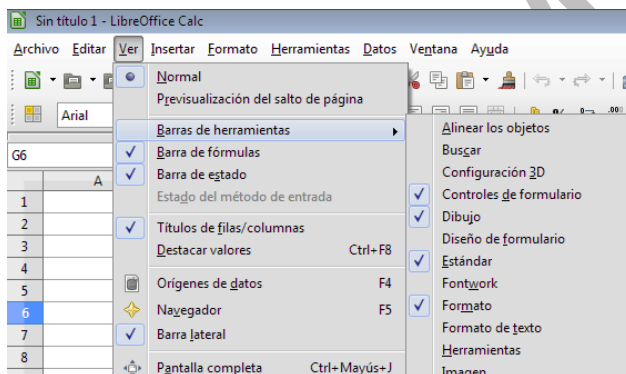 Sin título 1 - LibreOffice Calc
Archivo Editar Ver Insertar Formato Herramientas Datos Ventana Ayuda
Normal
Previsualización del salto de página
Arial
Barras de herramientas
Barra de fórmulas
Barra de estado
Estado del método de entrada
Títulos de filas/columnas
Destacar valores Ctrl+F8
Orígenes de datos F4
Navegador F5
Barra lateral
Pantalla completa Ctrl+Mayús+J
Alinear los objetos
Buscar
Configuración 3D
Controles de formulario
Dibujo
Diseño de formulario
Estándar
Fontwork
Formato
Formato de texto
Herramientas
Imagen
G6
A
1
2
3
4
5
6
7
8